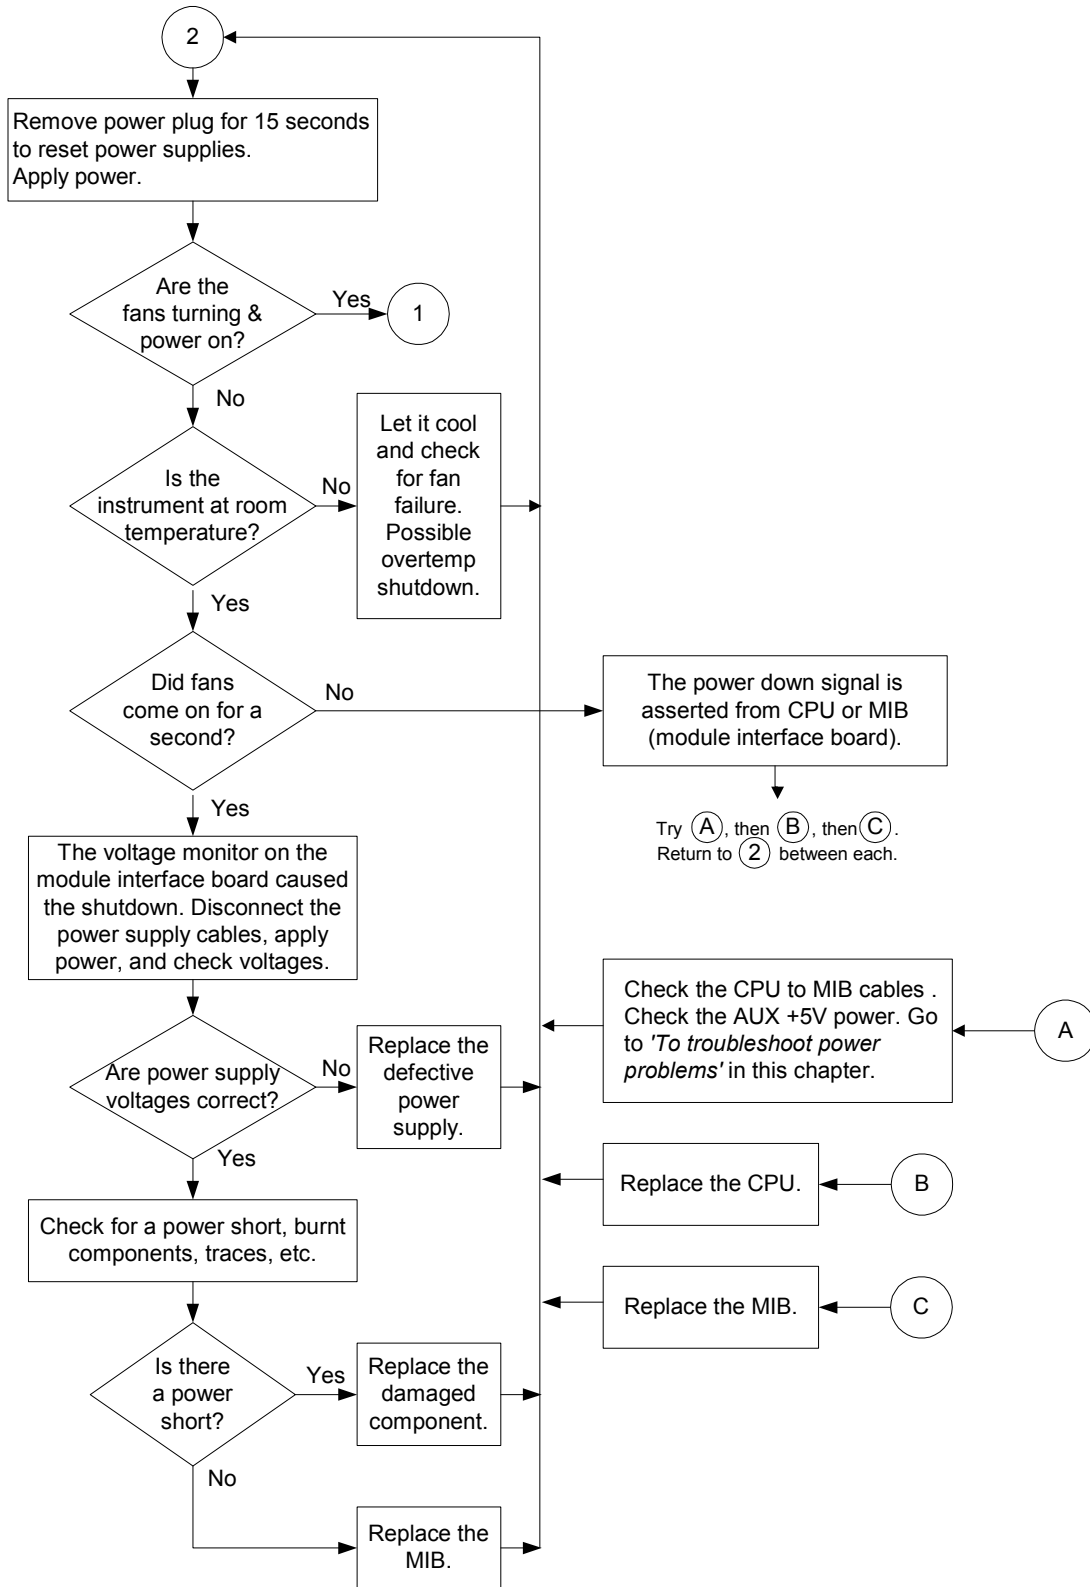 2
Remove power plug for 15 seconds
to reset power supplies.
Apply power.
Are the
fans turning &
power on?
Yes
1
No
Is the
instrument at room
temperature?
No
Let it cool
and check
for fan
failure.
Possible
overtemp
shutdown.
Yes
Did fans
come on for a
second?
No
The power down signal is
asserted from CPU or MIB
(module interface board).
Try A, then B, then C.
Return to 2 between each.
Yes
The voltage monitor on the
module interface board caused
the shutdown. Disconnect the
power supply cables, apply
power, and check voltages.
Check the CPU to MIB cables .
Check the AUX +5V power. Go
to 'To troubleshoot power
problems' in this chapter.
A
Are power supply
voltages correct?
No
Replace the
defective
power
supply.
Yes
Replace the CPU.
B
Check for a power short, burnt
components, traces, etc.
Replace the MIB.
C
Is there
a power
short?
Yes
Replace the
damaged
component.
No
Replace the
MIB.